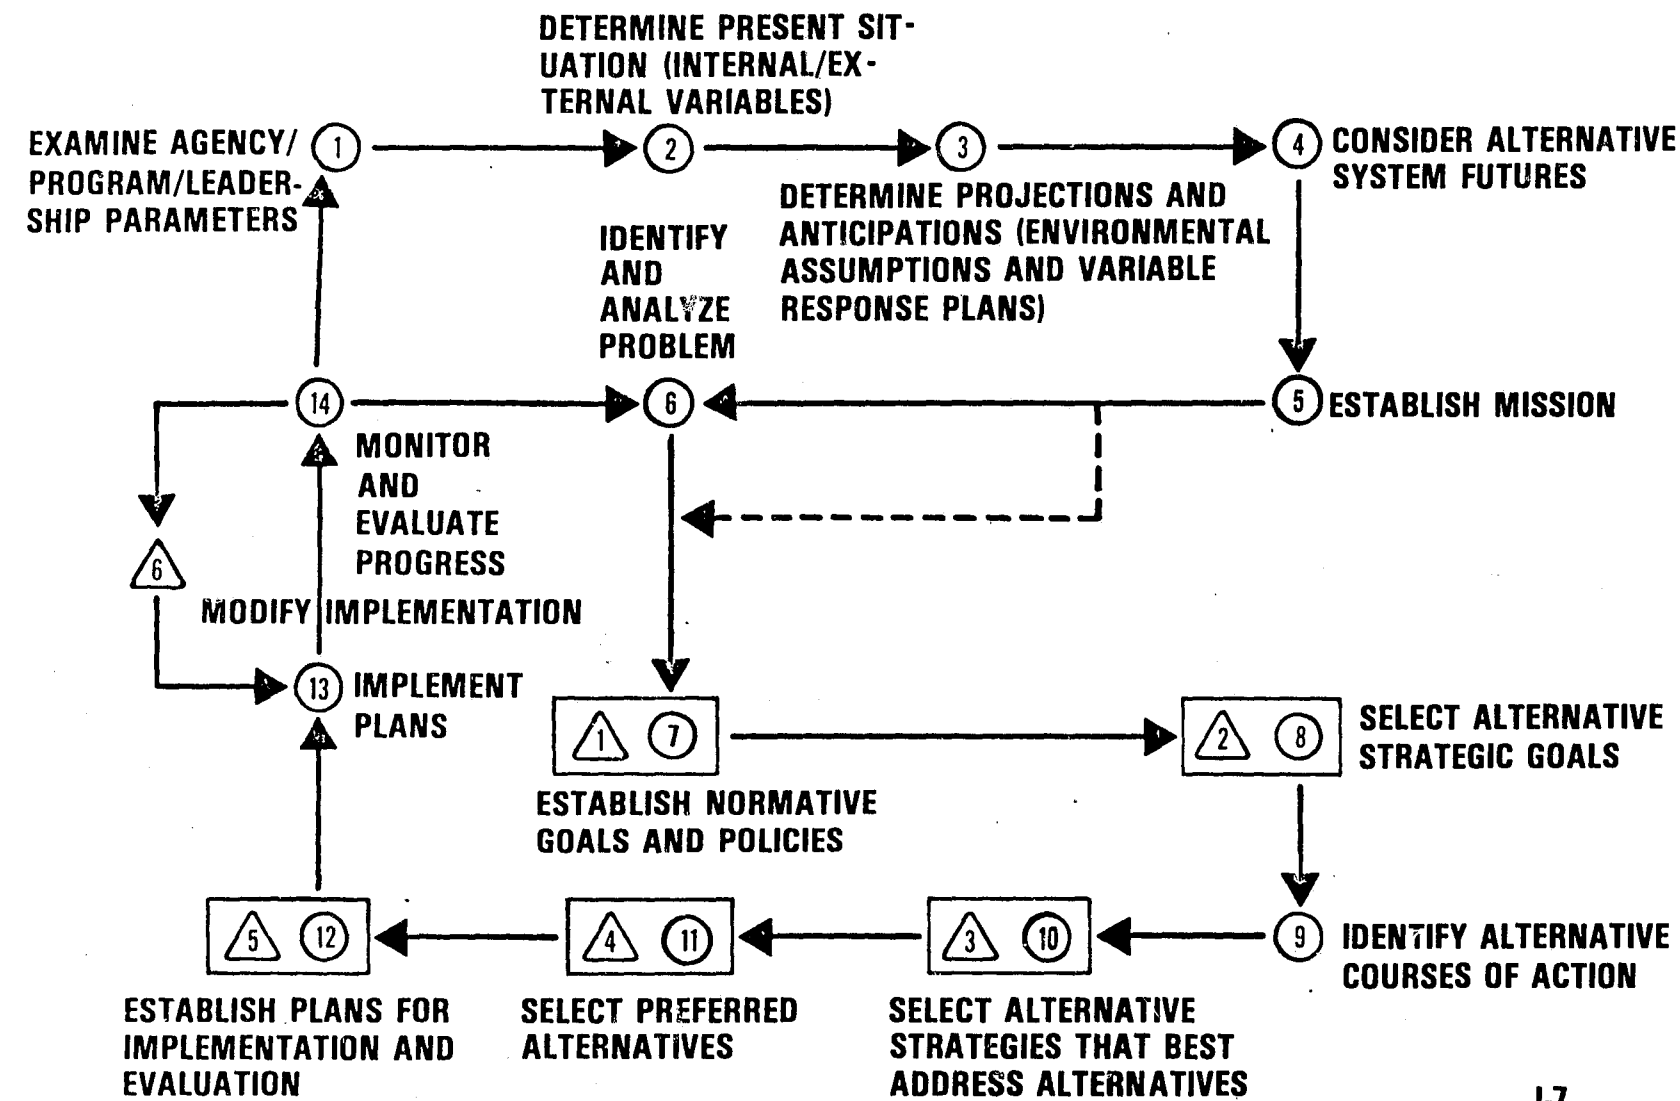 DETERMINE PRESENT SIT-
UATION (INTERNAL/EX-
TERNAL VARIABLES)
EXAMINE AGENCY/
PROGRAM/LEADER-
SHIP PARAMETERS
1
2
3
4
CONSIDER ALTERNATIVE
SYSTEM FUTURES
DETERMINE PROJECTIONS AND
ANTICIPATIONS (ENVIRONMENTAL
ASSUMPTIONS AND VARIABLE
RESPONSE PLANS)
IDENTIFY
AND
ANALYZE
PROBLEM
14
6
5
ESTABLISH MISSION
MONITOR
AND
EVALUATE
PROGRESS
6
MODIFY IMPLEMENTATION
13
IMPLEMENT
PLANS
1 7
2 8
SELECT ALTERNATIVE
STRATEGIC GOALS
ESTABLISH NORMATIVE
GOALS AND POLICIES
5 12
4 11
3 10
9
IDENTIFY ALTERNATIVE
COURSES OF ACTION
ESTABLISH PLANS FOR
IMPLEMENTATION AND
EVALUATION
SELECT PREFERRED
ALTERNATIVES
SELECT ALTERNATIVE
STRATEGIES THAT BEST
ADDRESS ALTERNATIVES